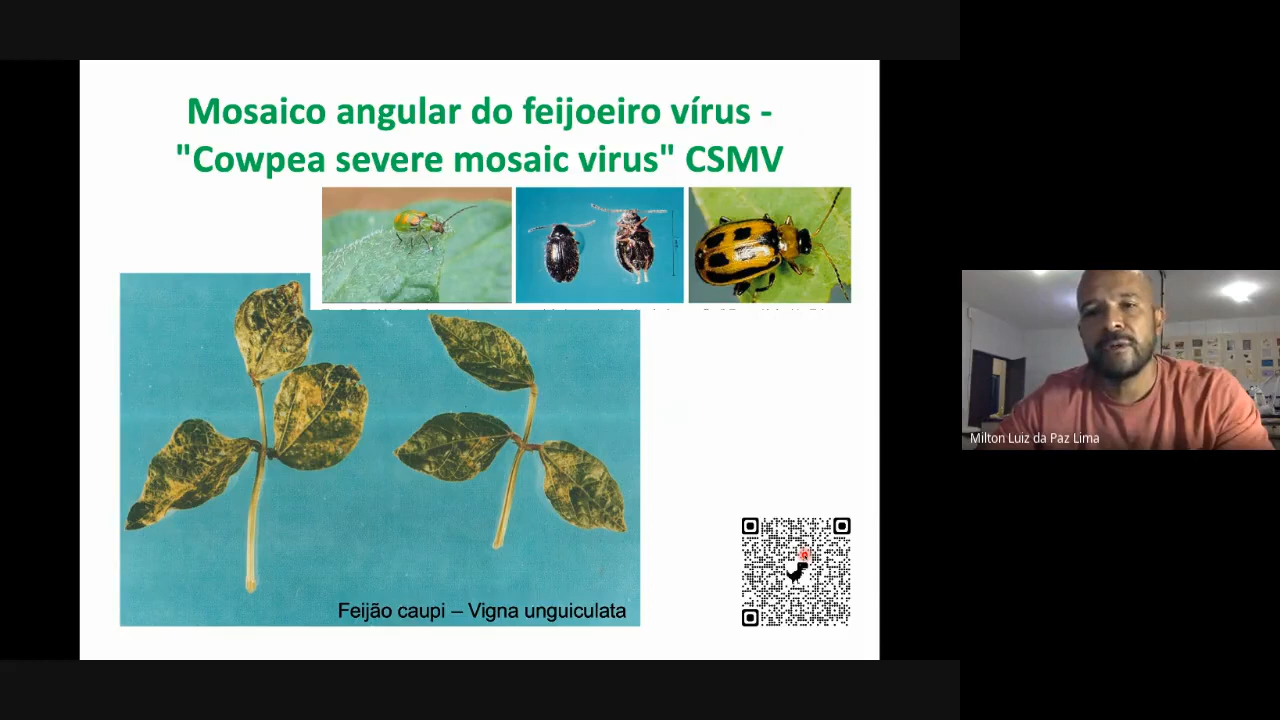 Mosaico angular do feijoeiro vírus -
"Cowpea severe mosaic virus" CSMV
Feijão caupi – Vigna unguiculata
Milton Luiz da Paz Lima